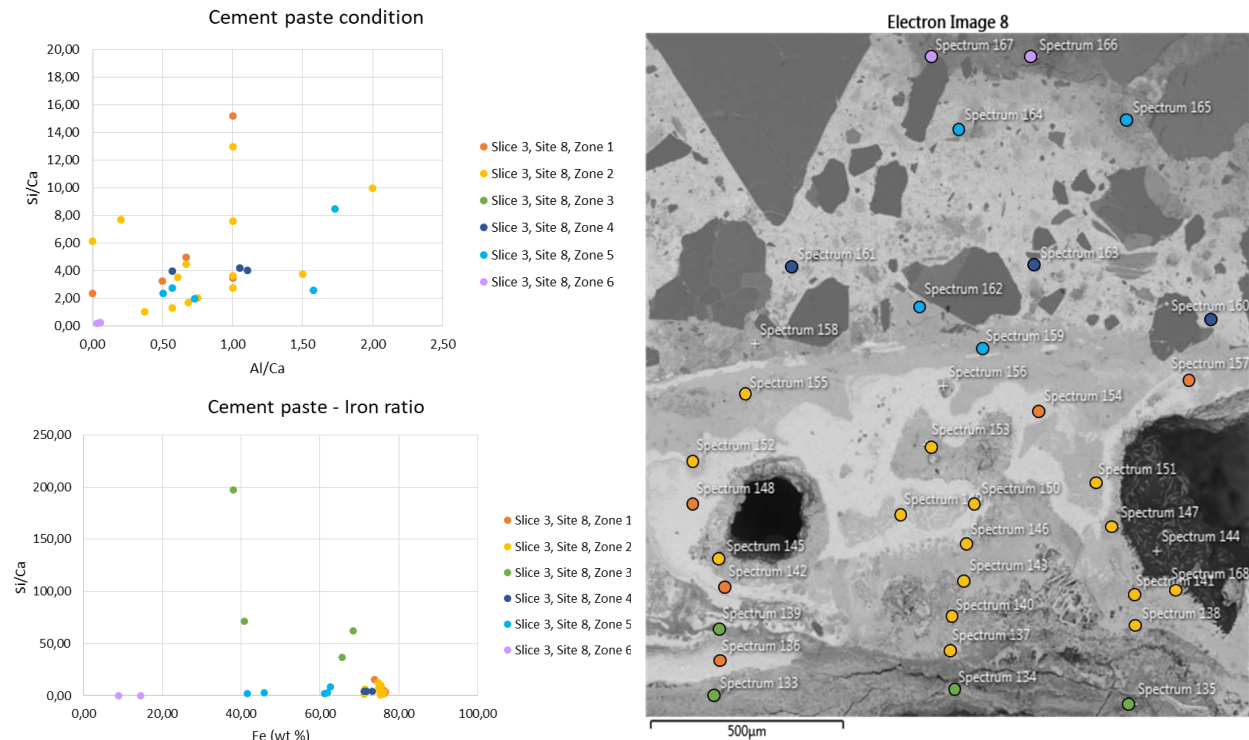 Cement paste condition
20,00
18,00
16,00
14,00
12,00
10,00
8,00
6,00
4,00
2,00
0,00
Si/Ca
0,00 0,50 1,00 1,50 2,00 2,50
Al/Ca
Slice 3, Site 8, Zone 1
Slice 3, Site 8, Zone 2
Slice 3, Site 8, Zone 3
Slice 3, Site 8, Zone 4
Slice 3, Site 8, Zone 5
Slice 3, Site 8, Zone 6
Cement paste - Iron ratio
250,00
200,00
150,00
100,00
50,00
0,00
Si/Ca
0,00 20,00 40,00 60,00 80,00 100,00
Fe (wt %)
Slice 3, Site 8, Zone 1
Slice 3, Site 8, Zone 2
Slice 3, Site 8, Zone 3
Slice 3, Site 8, Zone 4
Slice 3, Site 8, Zone 5
Slice 3, Site 8, Zone 6
Electron Image 8
Spectrum 167
Spectrum 166
Spectrum 164
Spectrum 165
Spectrum 161
Spectrum 163
Spectrum 162
Spectrum 160
Spectrum 158
Spectrum 159
Spectrum 157
Spectrum 155
Spectrum 156
Spectrum 154
Spectrum 153
Spectrum 152
Spectrum 151
Spectrum 148
Spectrum
Spectrum 150
Spectrum 147
Spectrum 146
Spectrum 145
Spectrum 144
Spectrum 143
Spectrum 142
Spectrum 141
Spectrum 168
Spectrum 140
Spectrum 139
Spectrum 138
Spectrum 137
Spectrum 136
Spectrum 133
Spectrum 134
Spectrum 135
500µm